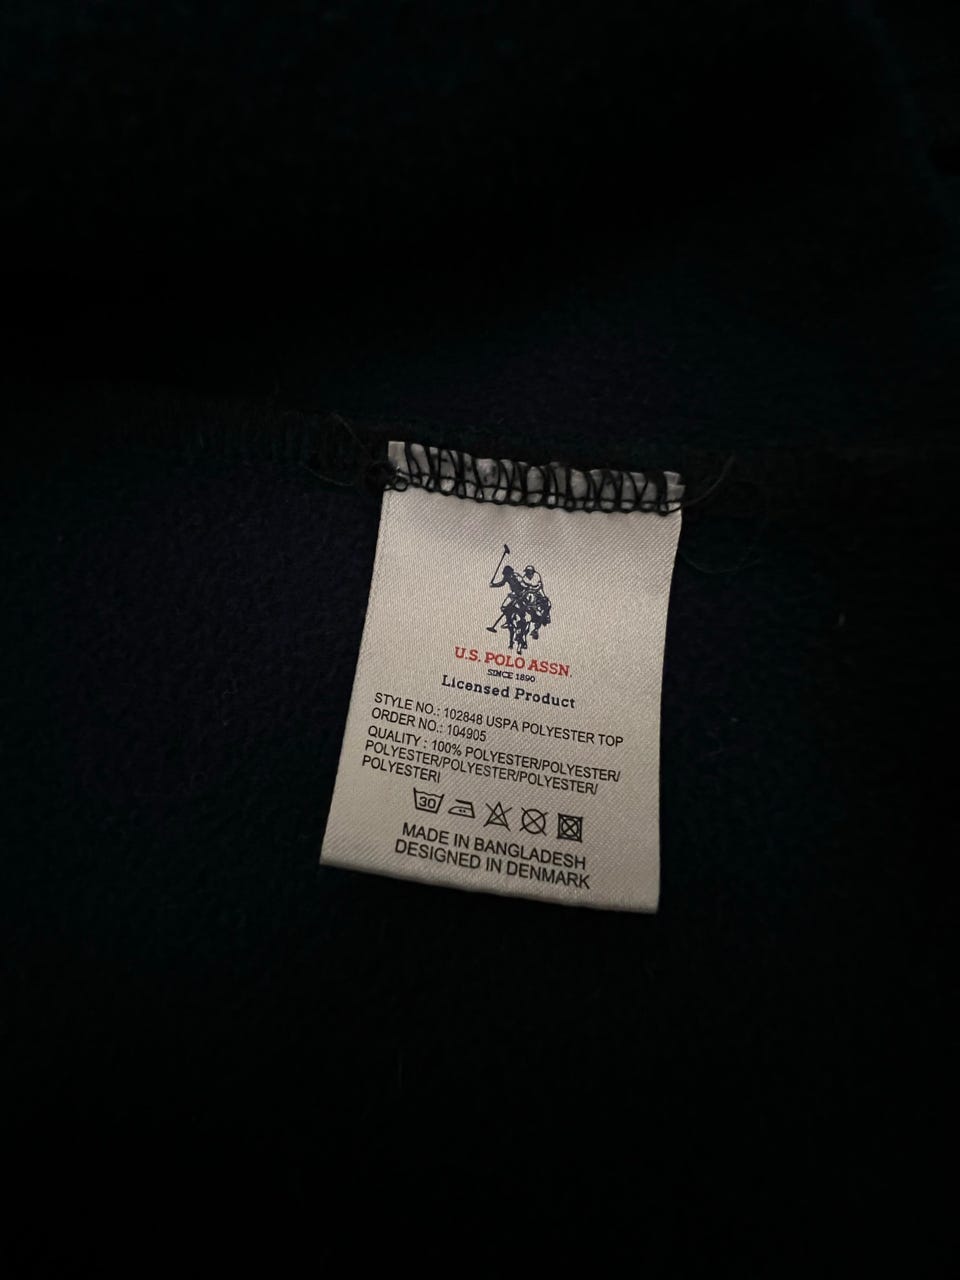 U.S. POLO ASSN.
SINCE 1890
Licensed Product
STYLE NO.: 102848 USPA POLYESTER TOP
ORDER NO.: 104905
QUALITY : 100% POLYESTER/POLYESTER/
POLYESTER/POLYESTER/POLYESTER/
POLYESTER|
30
MADE IN BANGLADESH
DESIGNED IN DENMARK